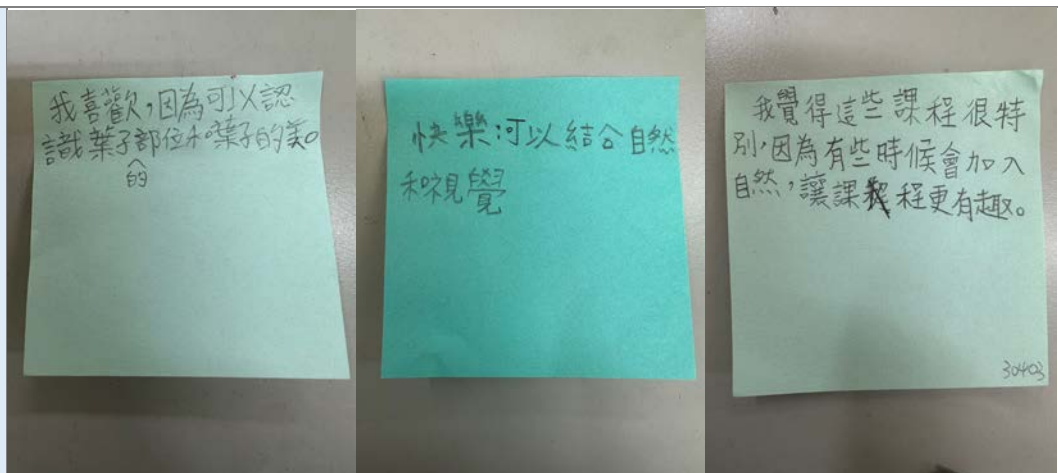 我喜歡,因為可以認
識葉子的部位和葉子的美。
快樂:可以結合自然
和視覺
我覺得這些課程很特
別,因為有些時候會加入
自然,讓課程更有趣。
30403